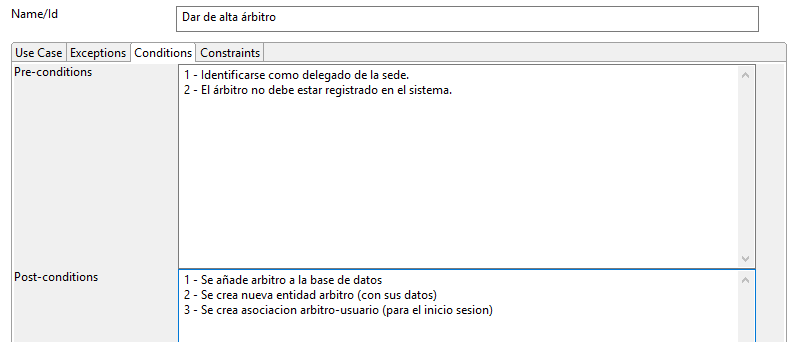 Name/Id
Dar de alta árbitro
Use Case Exceptions Conditions Constraints
Pre-conditions
1 - Identificarse como delegado de la sede.
2 - El árbitro no debe estar registrado en el sistema.
Post-conditions
1 - Se añade arbitro a la base de datos
2 - Se crea nueva entidad arbitro (con sus datos)
3 - Se crea asociacion arbitro-usuario (para el inicio sesion)